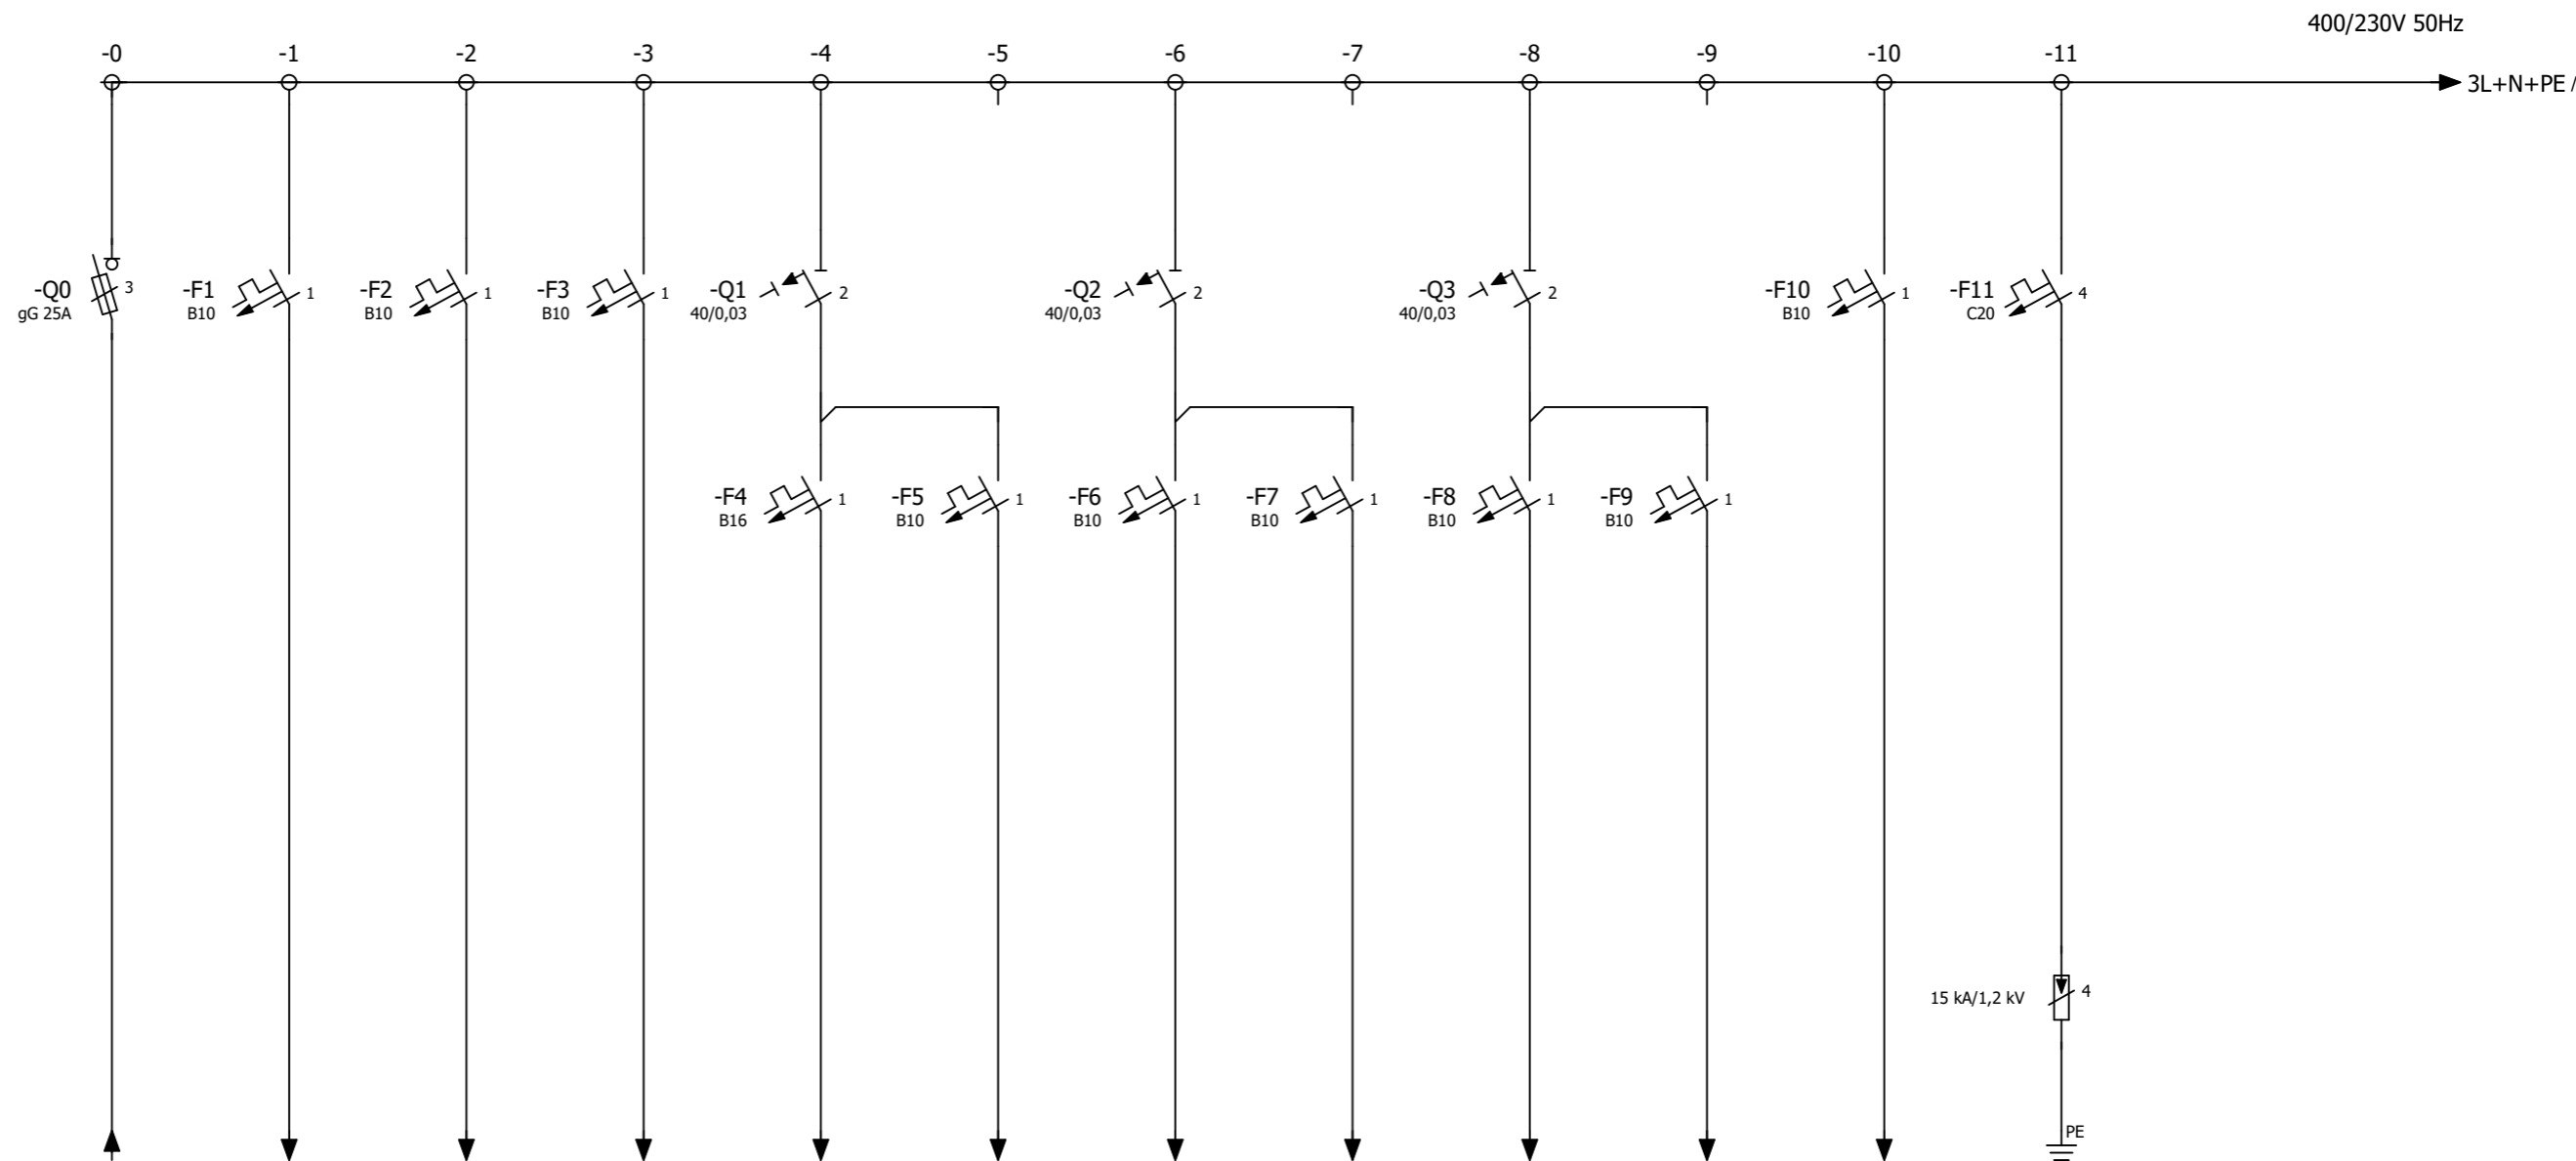 400/230V 50Hz
-0 -1 -2 -3 -4 -5 -6 -7 -8 -9 -10 -11
3L+N+PE /
-Q0 3 -F1 1 -F2 1 -F3 1 -Q1 2 -Q2 2 -Q3 2 -F10 1 -F11 4
gG 25A B10 B10 B10 40/0,03 40/0,03 40/0,03 B10 C20
-F4 1 -F5 1 -F6 1 -F7 1 -F8 1 -F9 1
B16 B10 B10 B10 B10 B10
15 kA/1,2 kV 4
PE